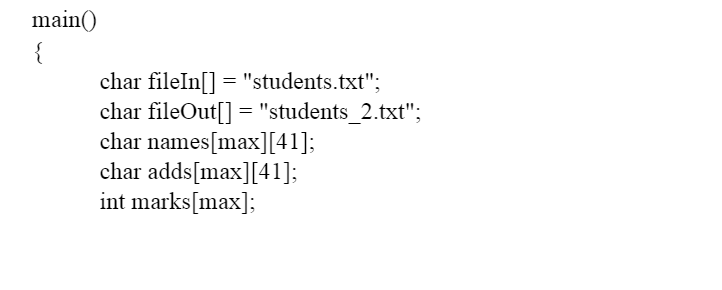 main()
{
char fileIn[] = "students.txt";
char fileOut[] = "students_2.txt";
char names[max][41];
char adds[max][41];
int marks[max];